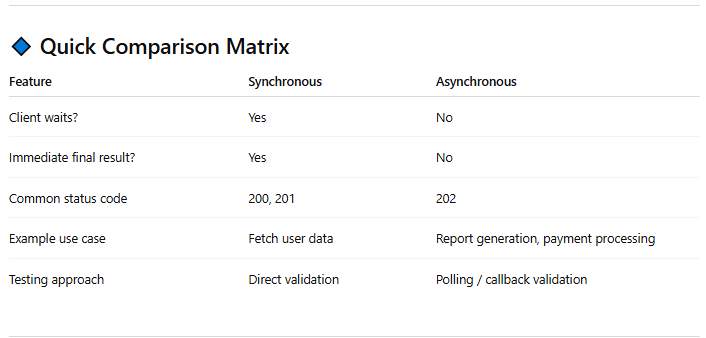 Quick Comparison Matrix
Feature Synchronous Asynchronous
Client waits? Yes No
Immediate final result? Yes No
Common status code 200, 201 202
Example use case Fetch user data Report generation, payment processing
Testing approach Direct validation Polling / callback validation